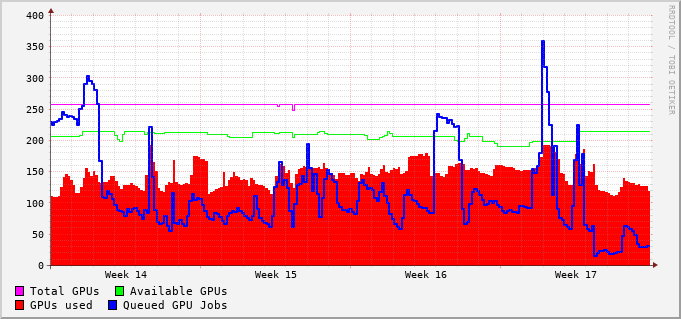 400
350
300
250
200
150
100
50
0
Week 14 Week 15 Week 16 Week 17
Total GPUs Available GPUs
GPUs used Queued GPU Jobs
RRDTOOL / TOBI OETIKER